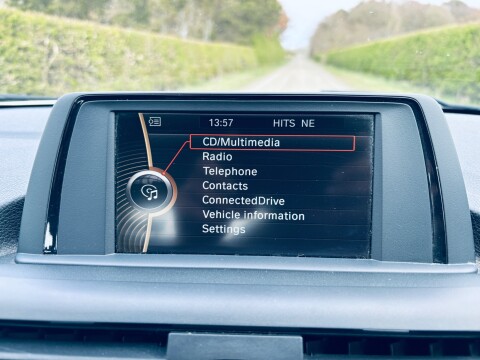 13:57 HITS NE
CD/Multimedia
Radio
Telephone
Contacts
ConnectedDrive
Vehicle information
Settings